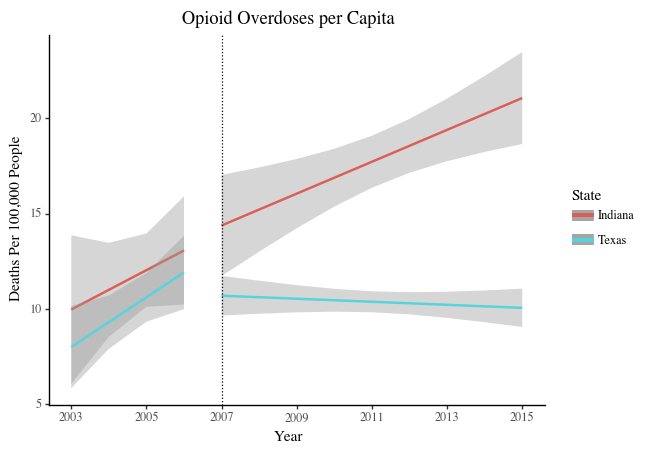 Opioid Overdoses per Capita
Deaths Per 100,000 People
20
15
10
5
2003
2005
2007
2009
2011
2013
2015
Year
State
Indiana
Texas